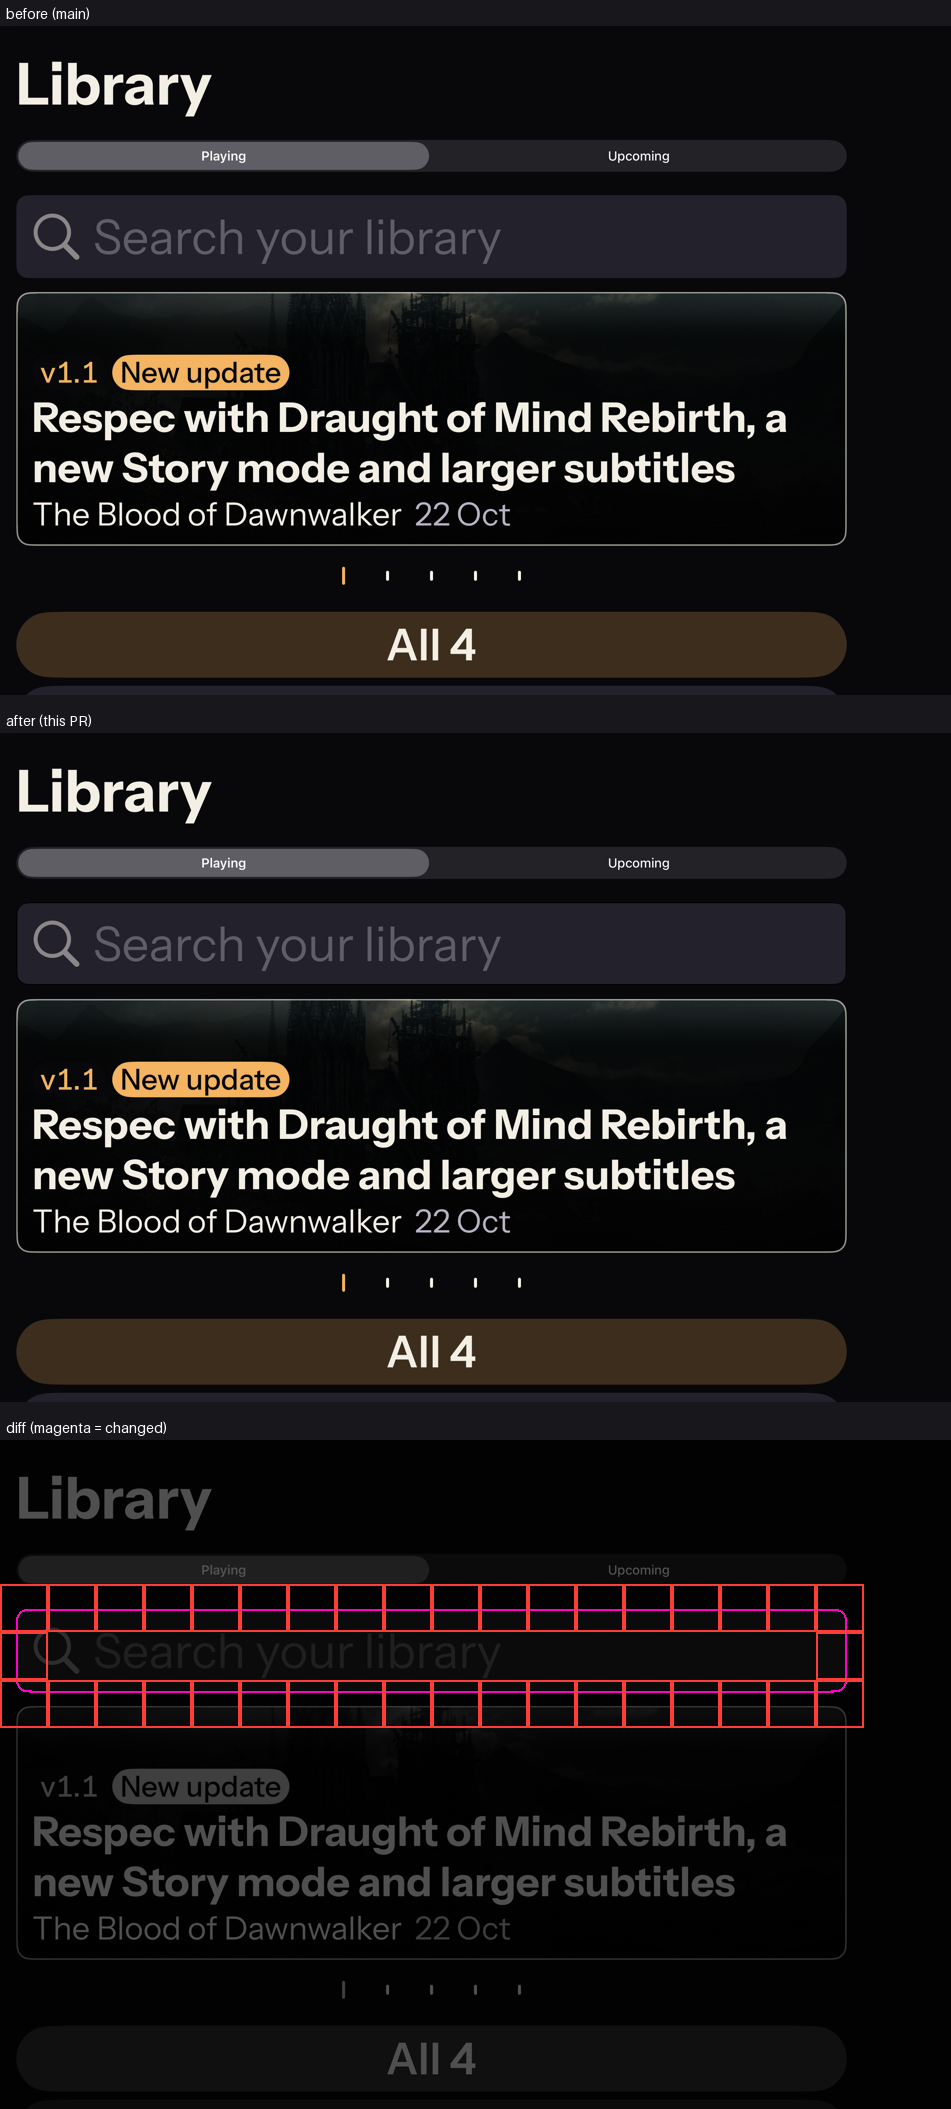 before (main)
Library
Playing
Upcoming
Search your library
v1.1 New update
Respec with Draught of Mind Rebirth, a
new Story mode and larger subtitles
The Blood of Dawnwalker 22 Oct
All 4
after (this PR)
Library
Playing
Upcoming
Search your library
v1.1 New update
Respec with Draught of Mind Rebirth, a
new Story mode and larger subtitles
The Blood of Dawnwalker 22 Oct
All 4
diff (magenta = changed)
Library
Playing
Upcoming
Search your library
v1.1 New update
Respec with Draught of Mind Rebirth, a
new Story mode and larger subtitles
The Blood of Dawnwalker 22 Oct
All 4